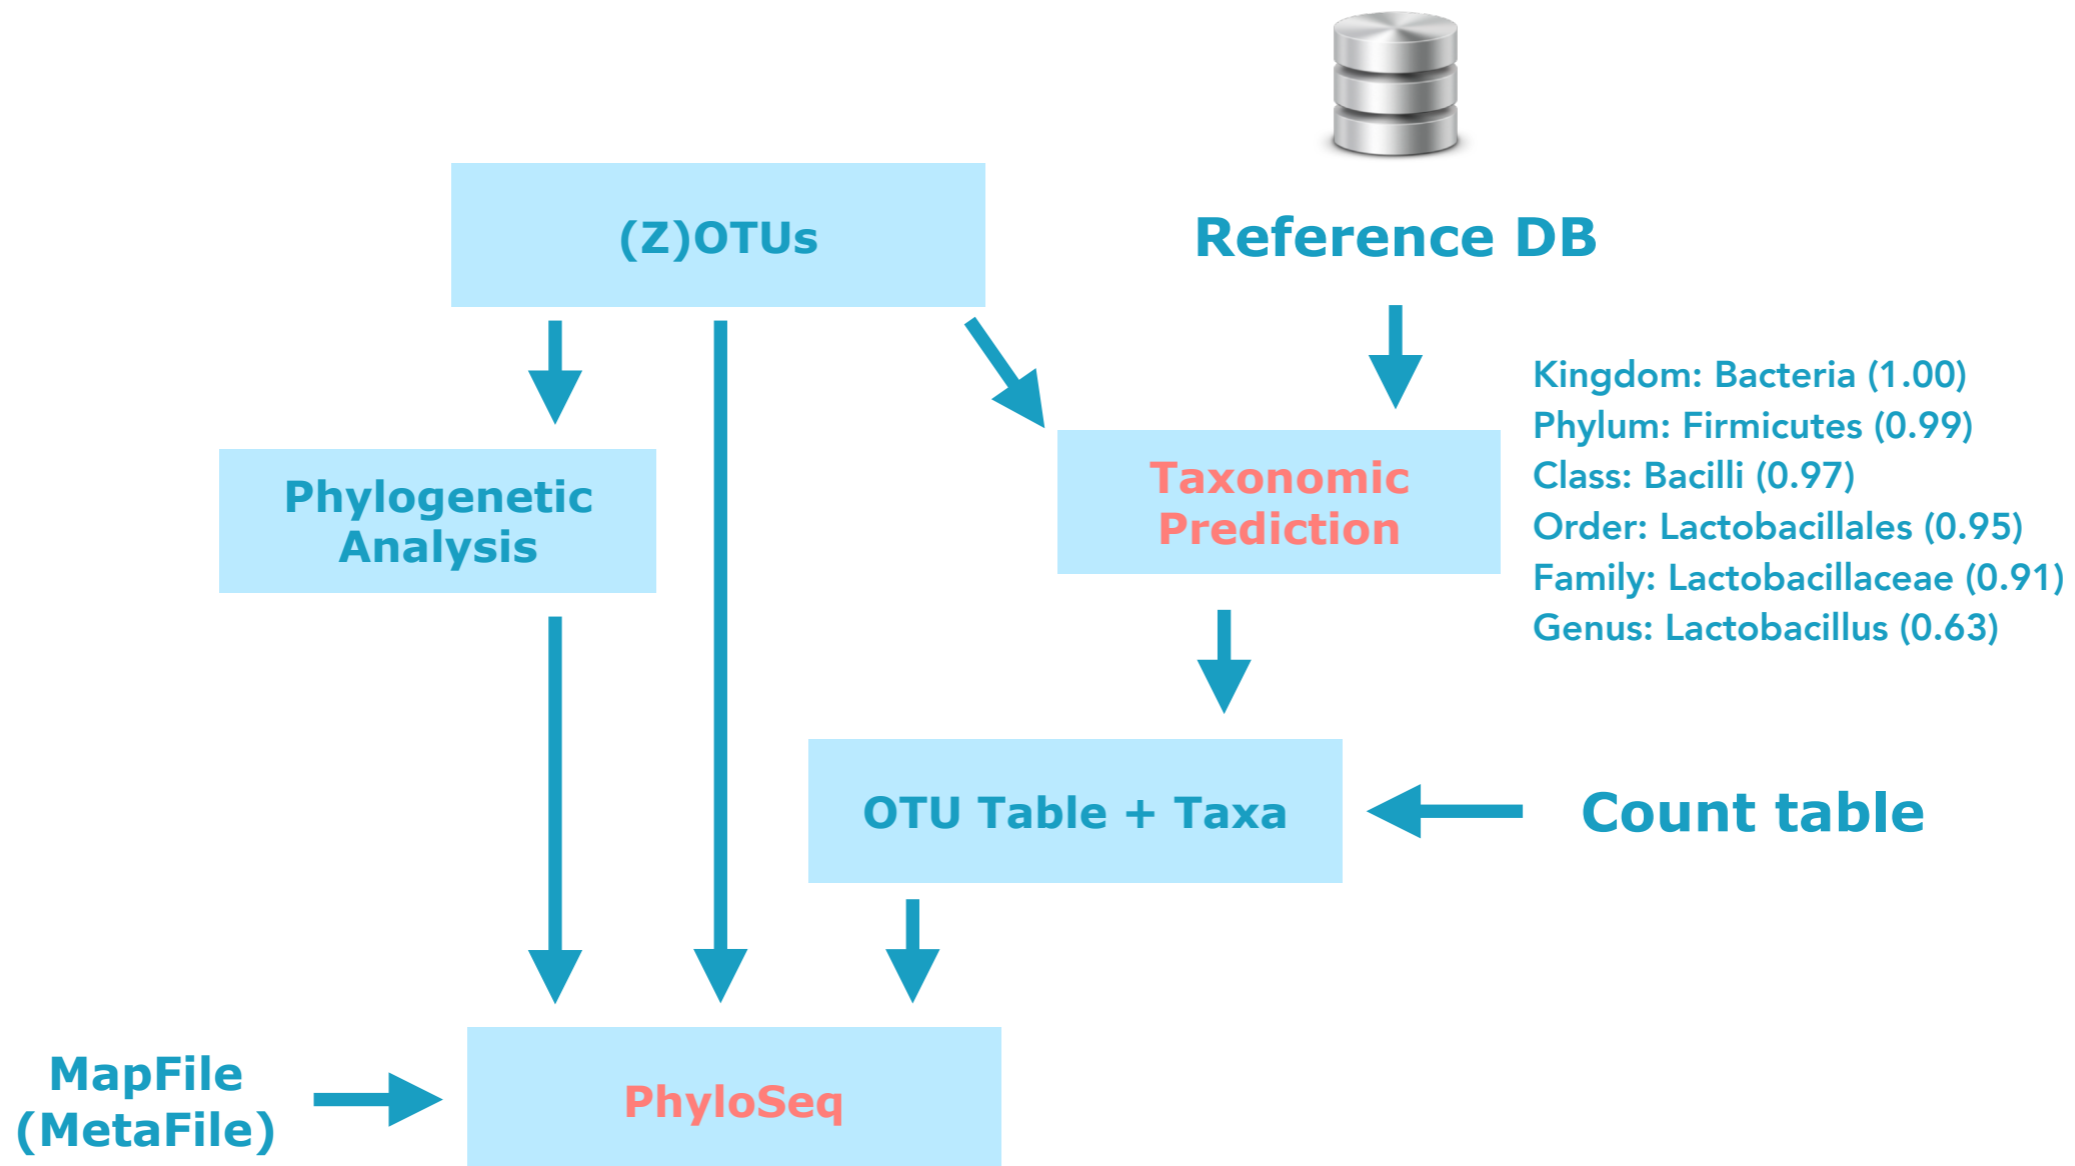 (Z)OTUs
Reference DB
Kingdom: Bacteria (1.00)
Phylum: Firmicutes (0.99)
Class: Bacilli (0.97)
Order: Lactobacillales (0.95)
Family: Lactobacillaceae (0.91)
Genus: Lactobacillus (0.63)
Phylogenetic
Analysis
Taxonomic
Prediction
OTU Table + Taxa
Count table
MapFile
(MetaFile)
PhyloSeq